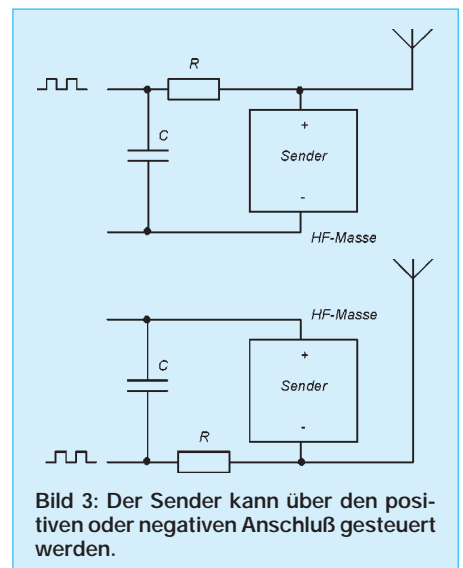 R
C
+
Sender
-
HF-Masse
HF-Masse
+
C
Sender
-
R
Bild 3: Der Sender kann über den posi-
tiven oder negativen Anschluß gesteuert
werden.